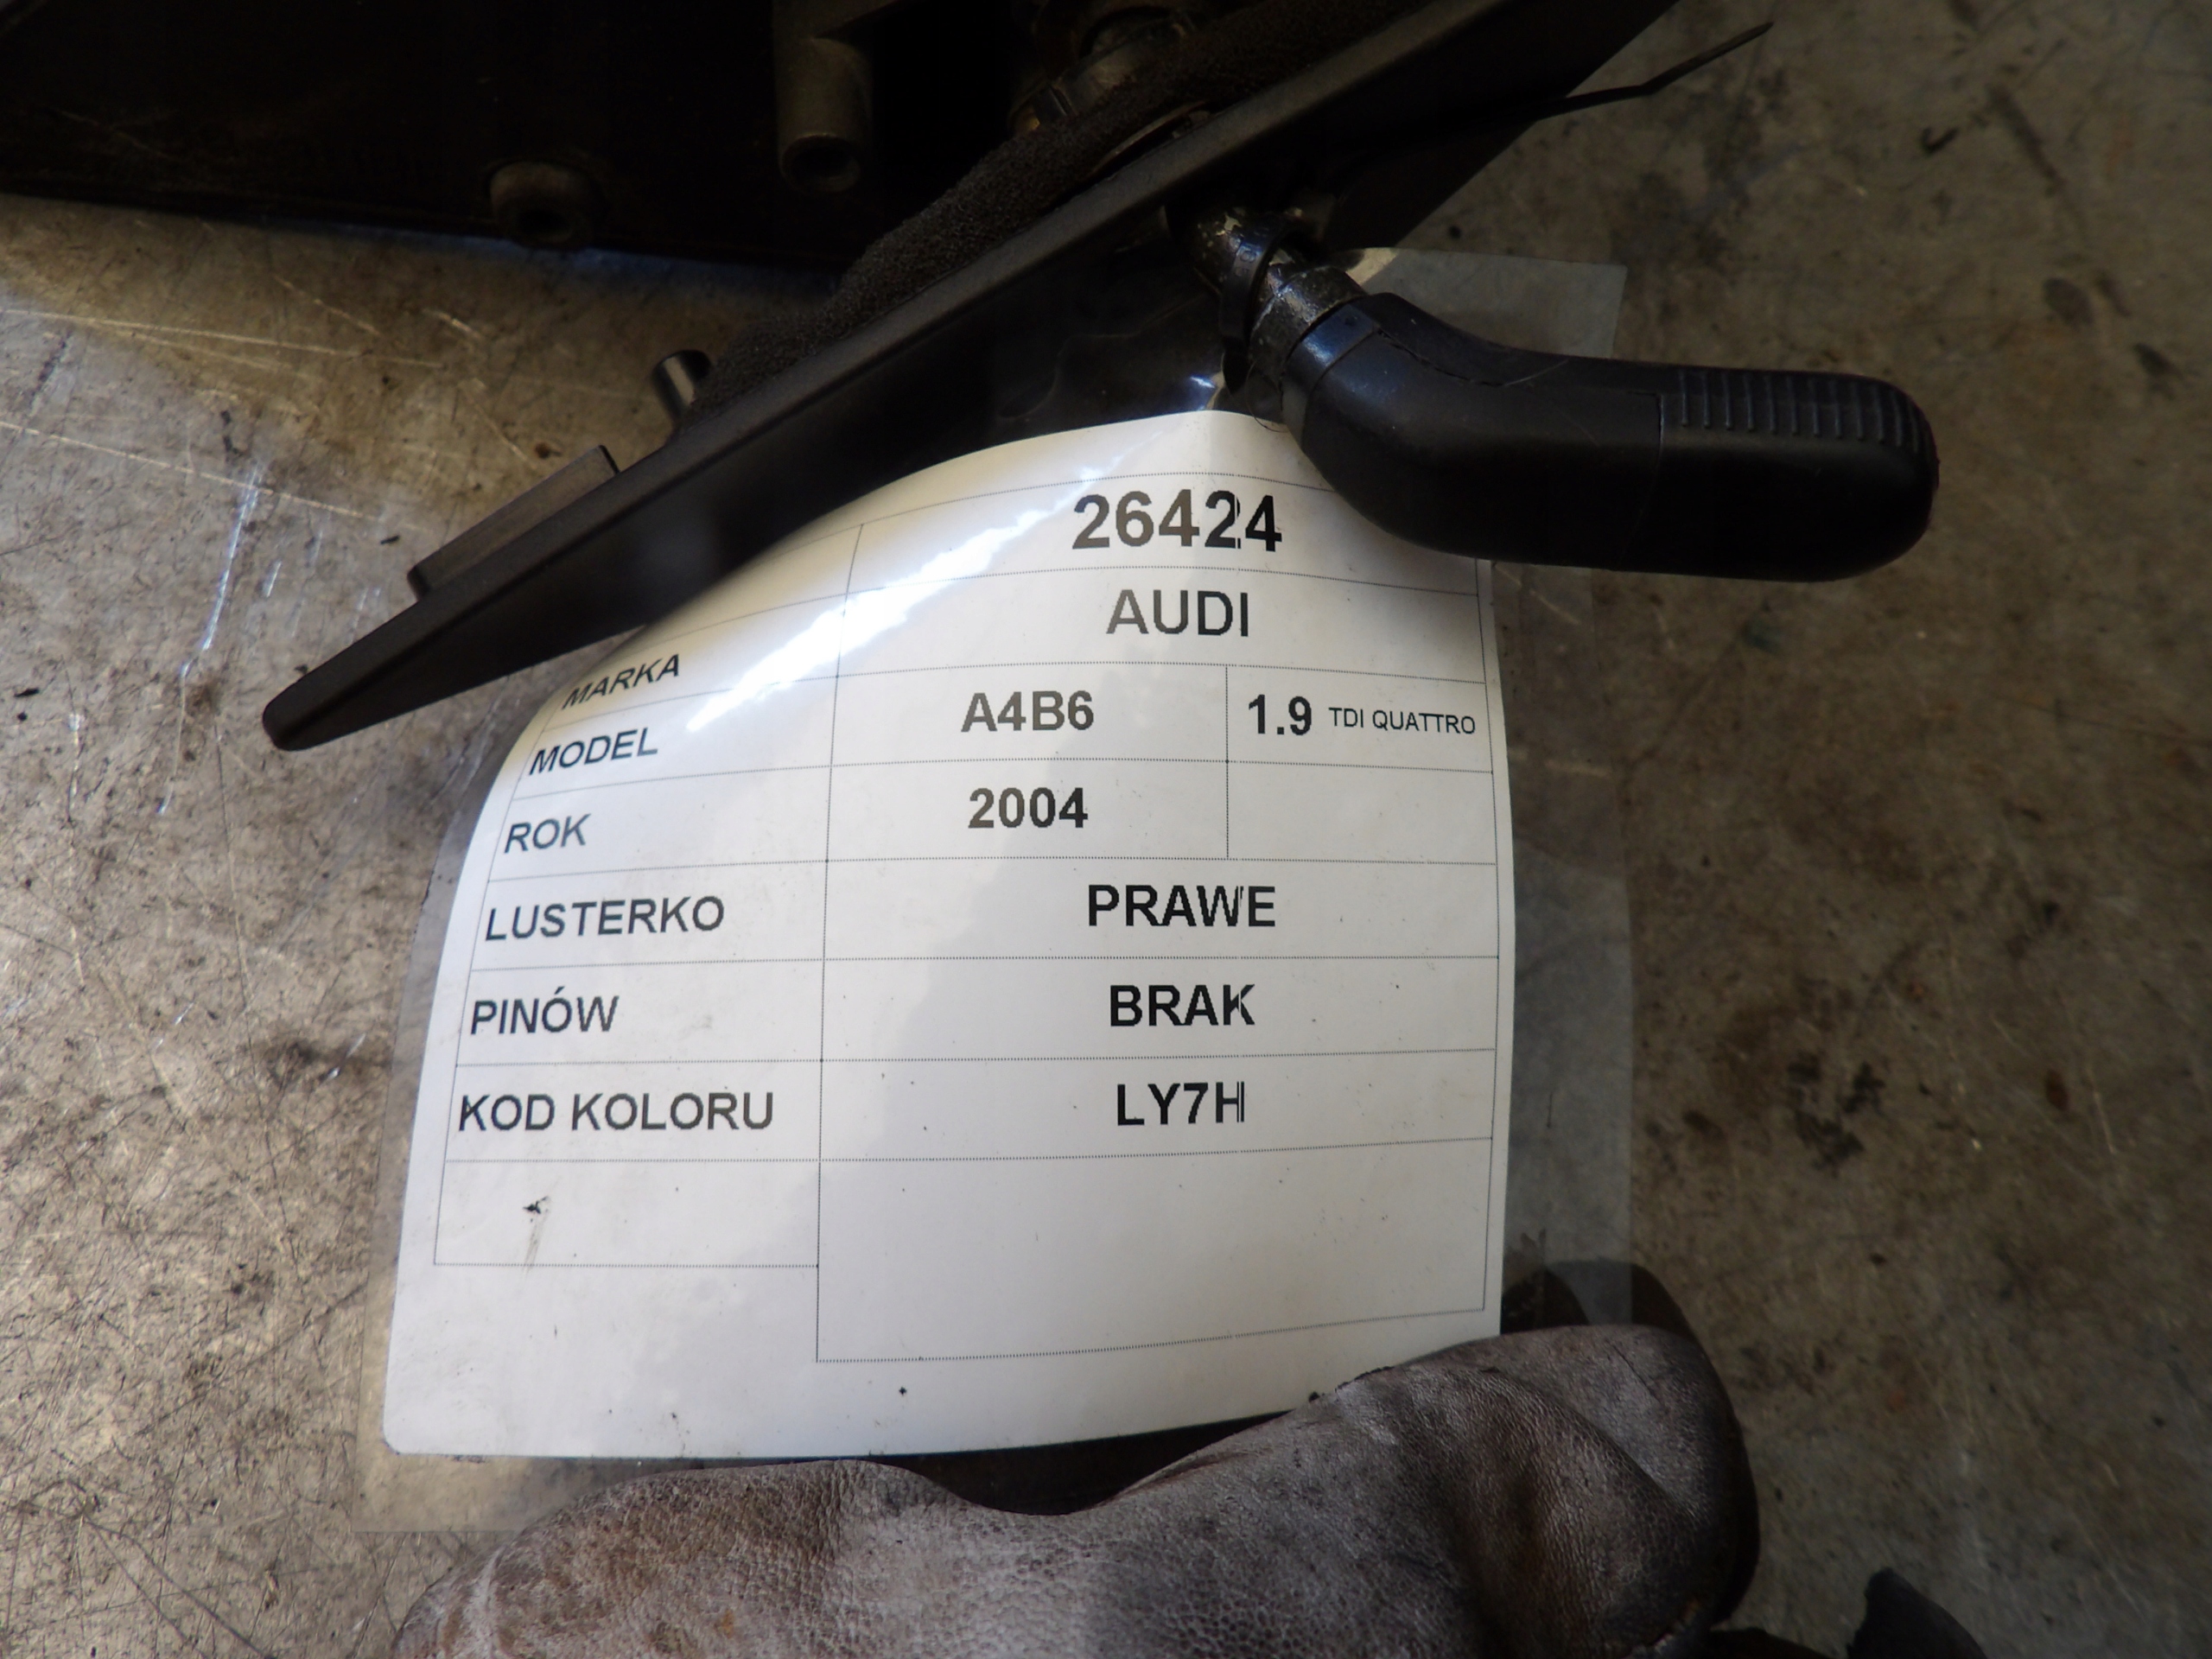 26424
MARKA AUDI
MODEL A4B6 1.9 TDI QUATTRO
ROK 2004
LUSTERKO PRAWE
PINÓW BRAK
KOD KOLORU LY7H